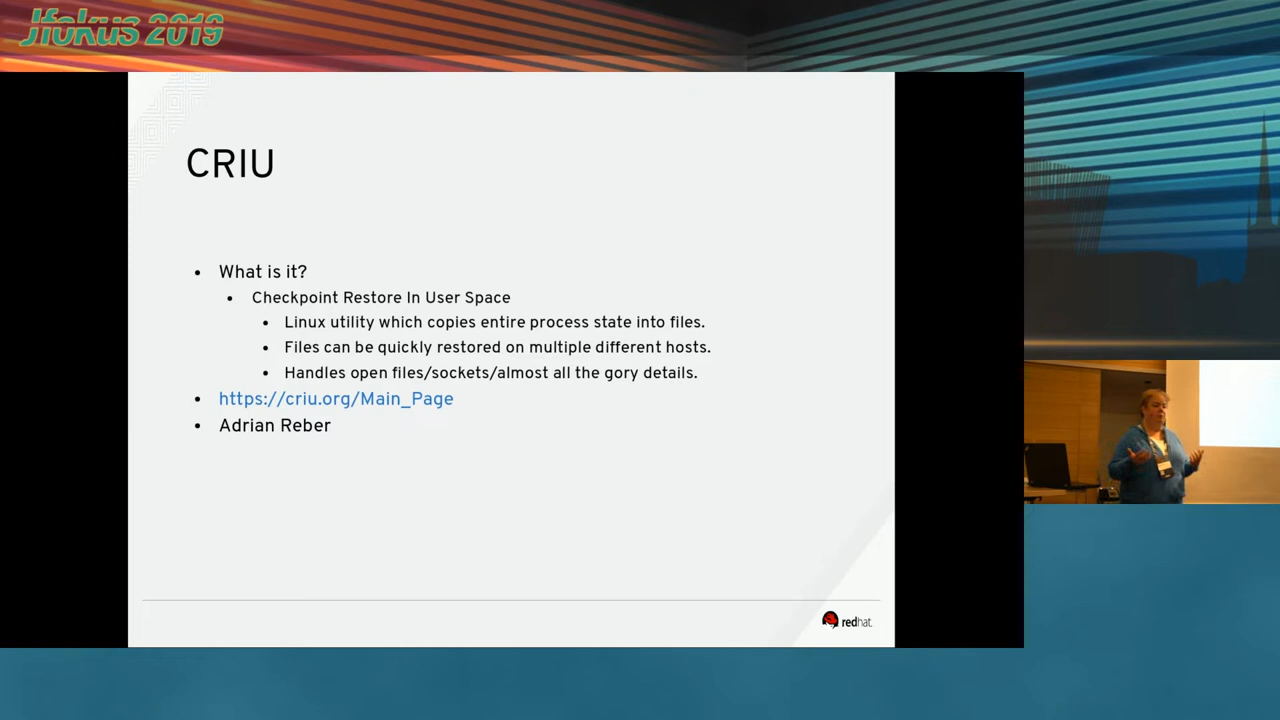 Jfokus 2019
CRIU
• What is it?
• Checkpoint Restore In User Space
• Linux utility which copies entire process state into files.
• Files can be quickly restored on multiple different hosts.
• Handles open files/sockets/almost all the gory details.
• https://criu.org/Main_Page
• Adrian Reber
redhat.